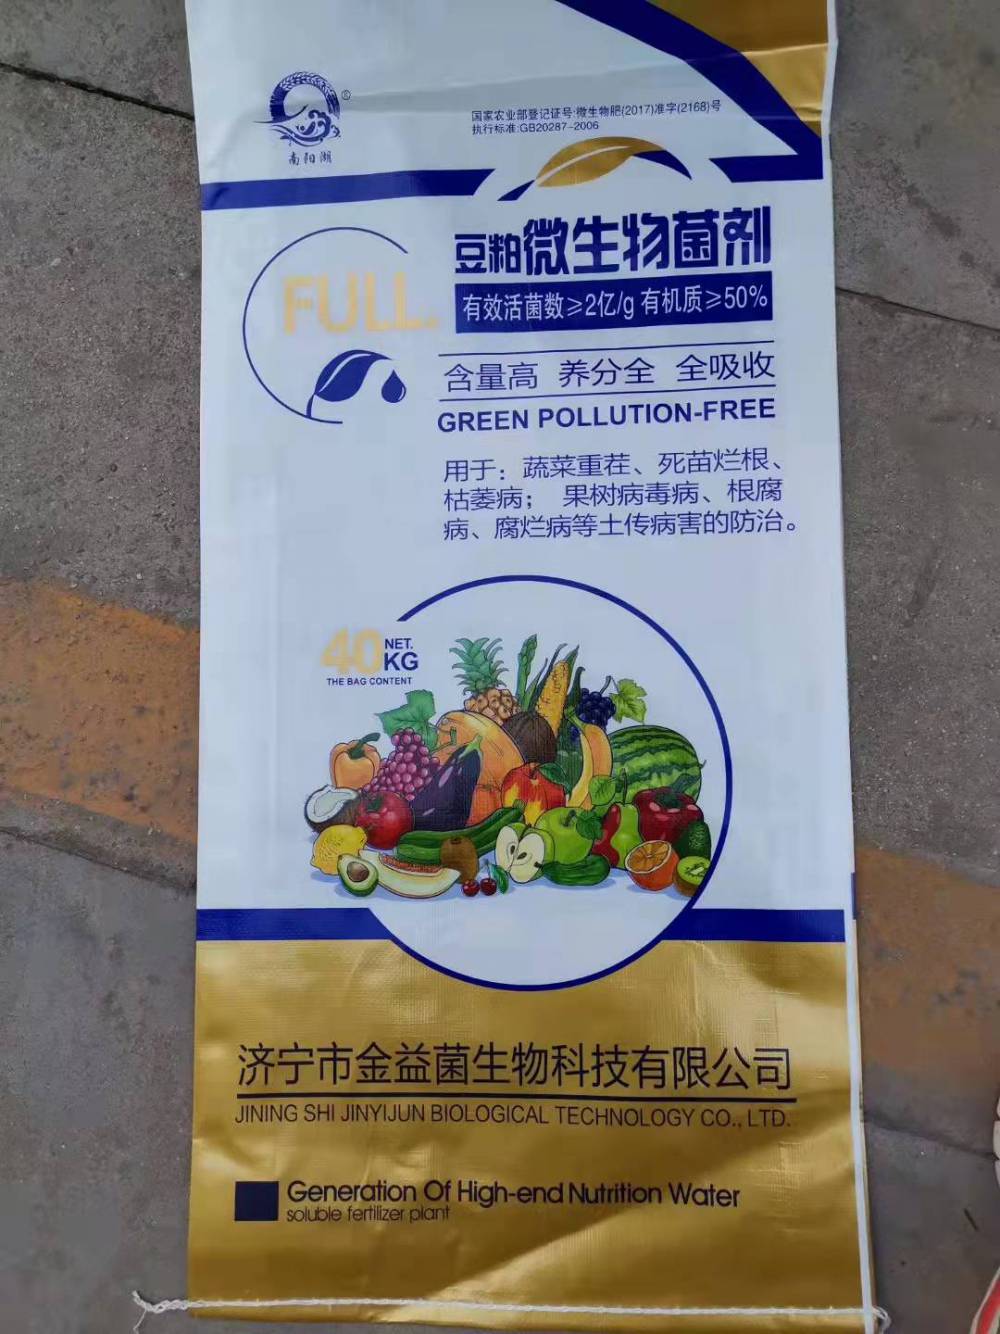 南阳湖
国家农业部登记证号:微生物肥(2017)准字(2168)号
执行标准:GB20287-2006
豆粕微生物菌剂
FULL.
有效活菌数≥2亿/g 有机质≥50%
含量高 养分全 全吸收
GREEN POLLUTION-FREE
用于：蔬菜重茬、死苗烂根、
枯萎病； 果树病毒病、根腐
病、腐烂病等土传病害的防治。
40 NET. KG
THE BAG CONTENT
济宁市金益菌生物科技有限公司
JINING SHI JINYIJUN BIOLOGICAL TECHNOLOGY CO., LTD.
Generation Of High-end Nutrition Water
soluble fertilizer plant